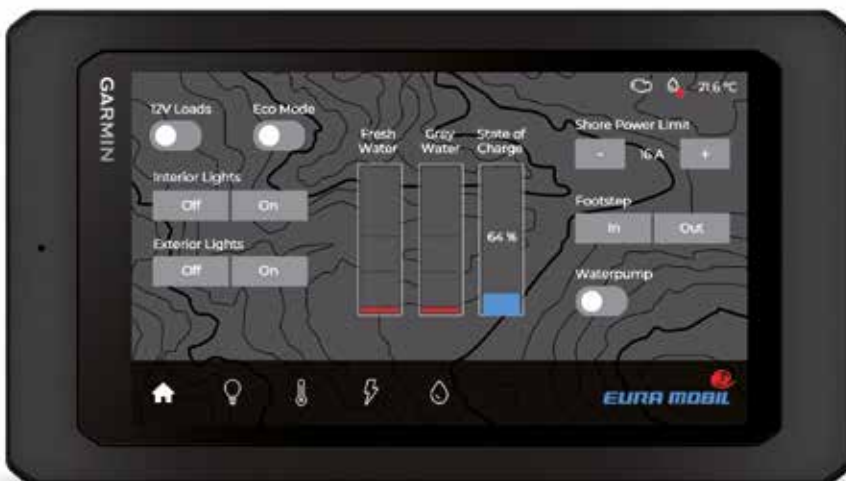 GARMIN
21.6 °C
12V Loads
Eco Mode
Fresh
Water
Gray
Water
State of
Charge
Shore Power Limit
-
16 A
+
Interior Lights
Off
On
64 %
Footstep
In
Out
Exterior Lights
Off
On
Waterpump
EURA MOBIL